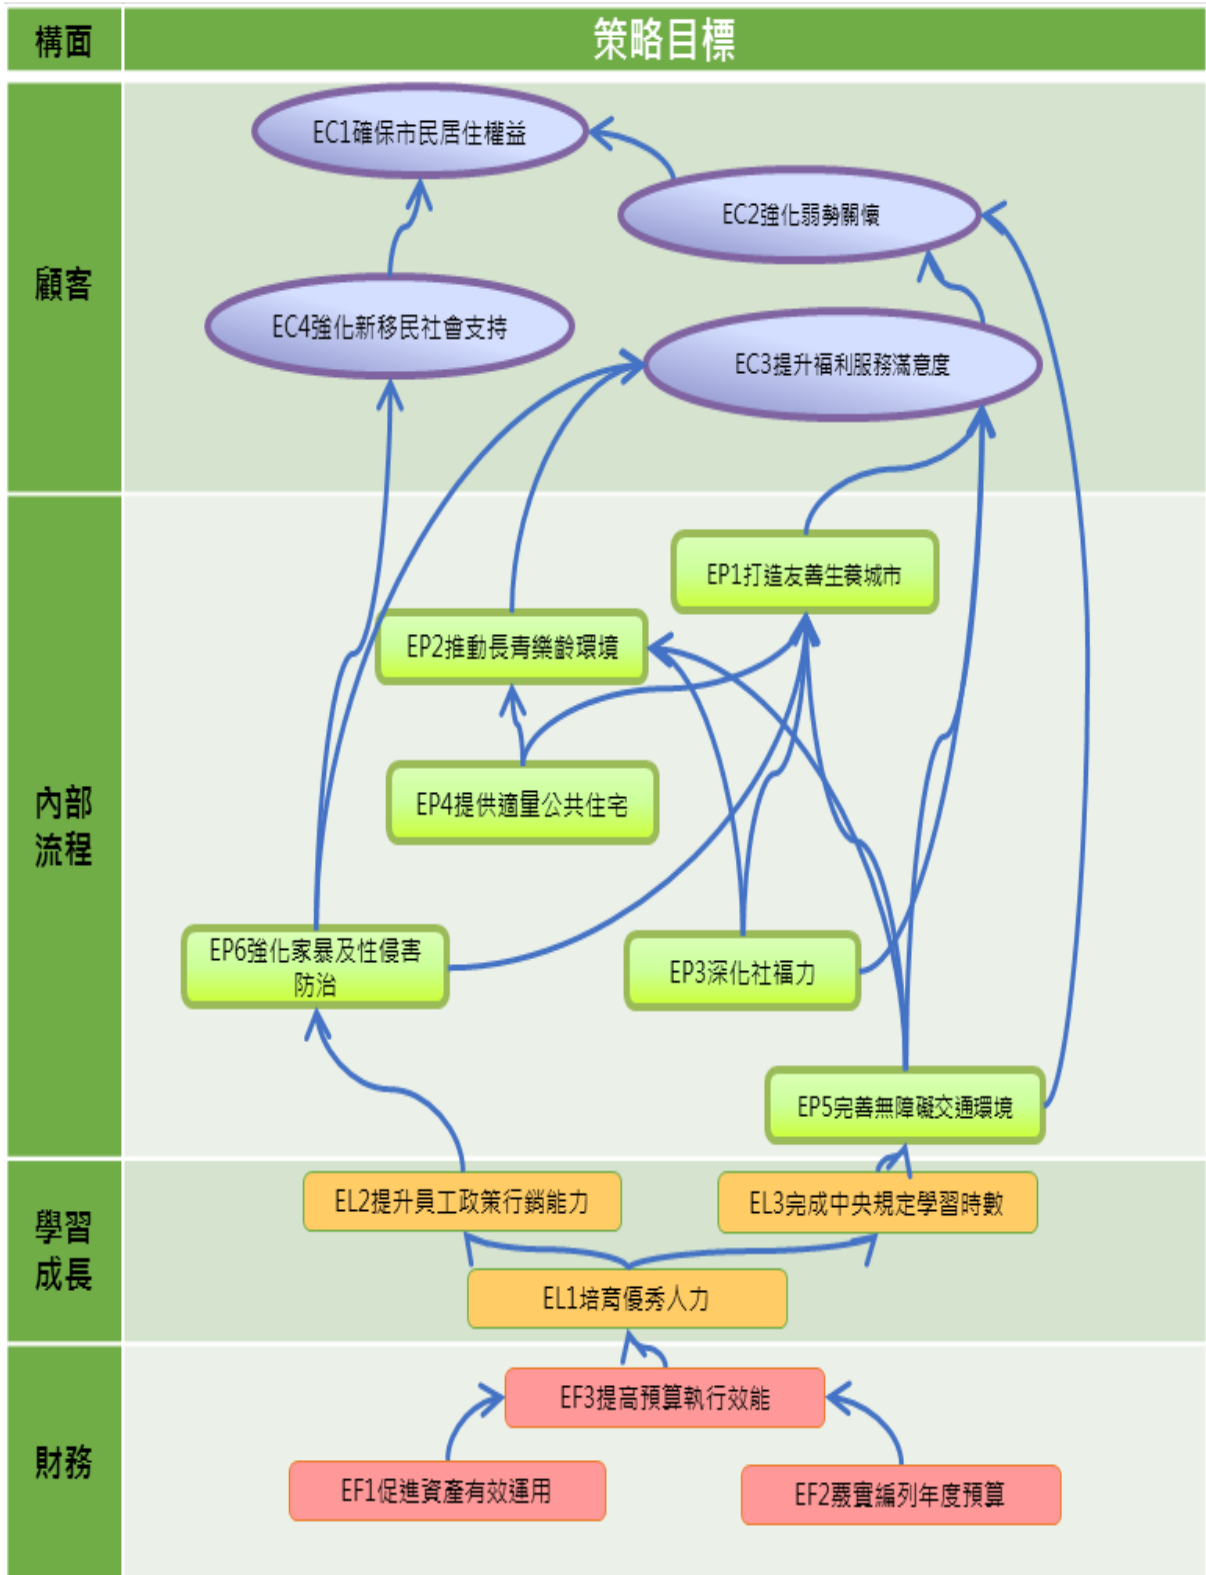 構面
策略目標
顧客
EC1確保市民居住權益
EC2強化弱勢關懷
EC4強化新移民社會支持
EC3提升福利服務滿意度
內部
流程
EP1打造友善生養城市
EP2推動長青樂齡環境
EP4提供適量公共住宅
EP6強化家暴及性侵害
防治
EP3深化社福力
EP5完善無障礙交通環境
學習
成長
EL2提升員工政策行銷能力
EL3完成中央規定學習時數
EL1培育優秀人力
財務
EF3提高預算執行效能
EF1促進資產有效運用
EF2覈實編列年度預算